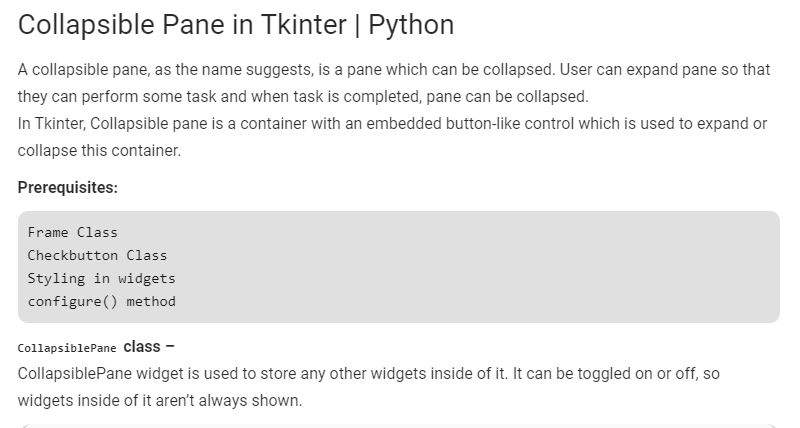 Collapsible Pane in Tkinter | Python
A collapsible pane, as the name suggests, is a pane which can be collapsed. User can expand pane so that
they can perform some task and when task is completed, pane can be collapsed.
In Tkinter, Collapsible pane is a container with an embedded button-like control which is used to expand or
collapse this container.
Prerequisites:
Frame Class
Checkbutton Class
Styling in widgets
configure() method
CollapsiblePane class –
CollapsiblePane widget is used to store any other widgets inside of it. It can be toggled on or off, so
widgets inside of it aren’t always shown.